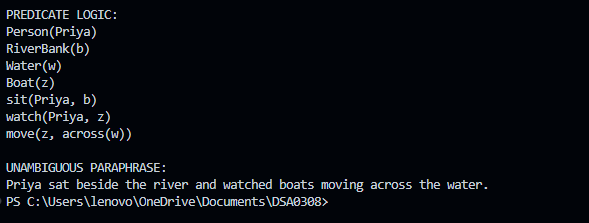 PREDICATE LOGIC:
Person(Priya)
RiverBank(b)
Water(w)
Boat(z)
sit(Priya, b)
watch(Priya, z)
move(z, across(w))
UNAMBIGUOUS PARAPHRASE:
Priya sat beside the river and watched boats moving across the water.
PS C:\Users\lenovo\OneDrive\Documents\DSA0308>